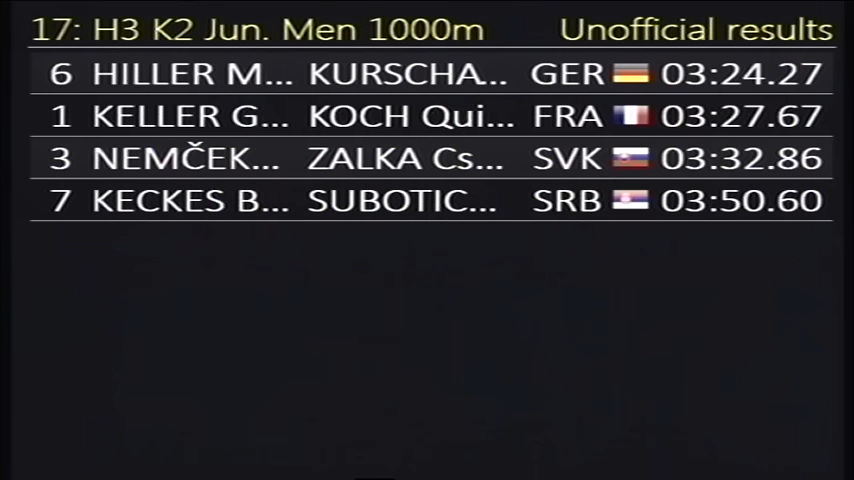 17: H3 K2 Jun. Men 1000m Unofficial results
6 HILLER M... KURSCHA... GER 03:24.27
1 KELLER G... KOCH Qui... FRA 03:27.67
3 NEMČEK... ZALKA Cs... SVK 03:32.86
7 KECKES B... SUBOTIC... SRB 03:50.60